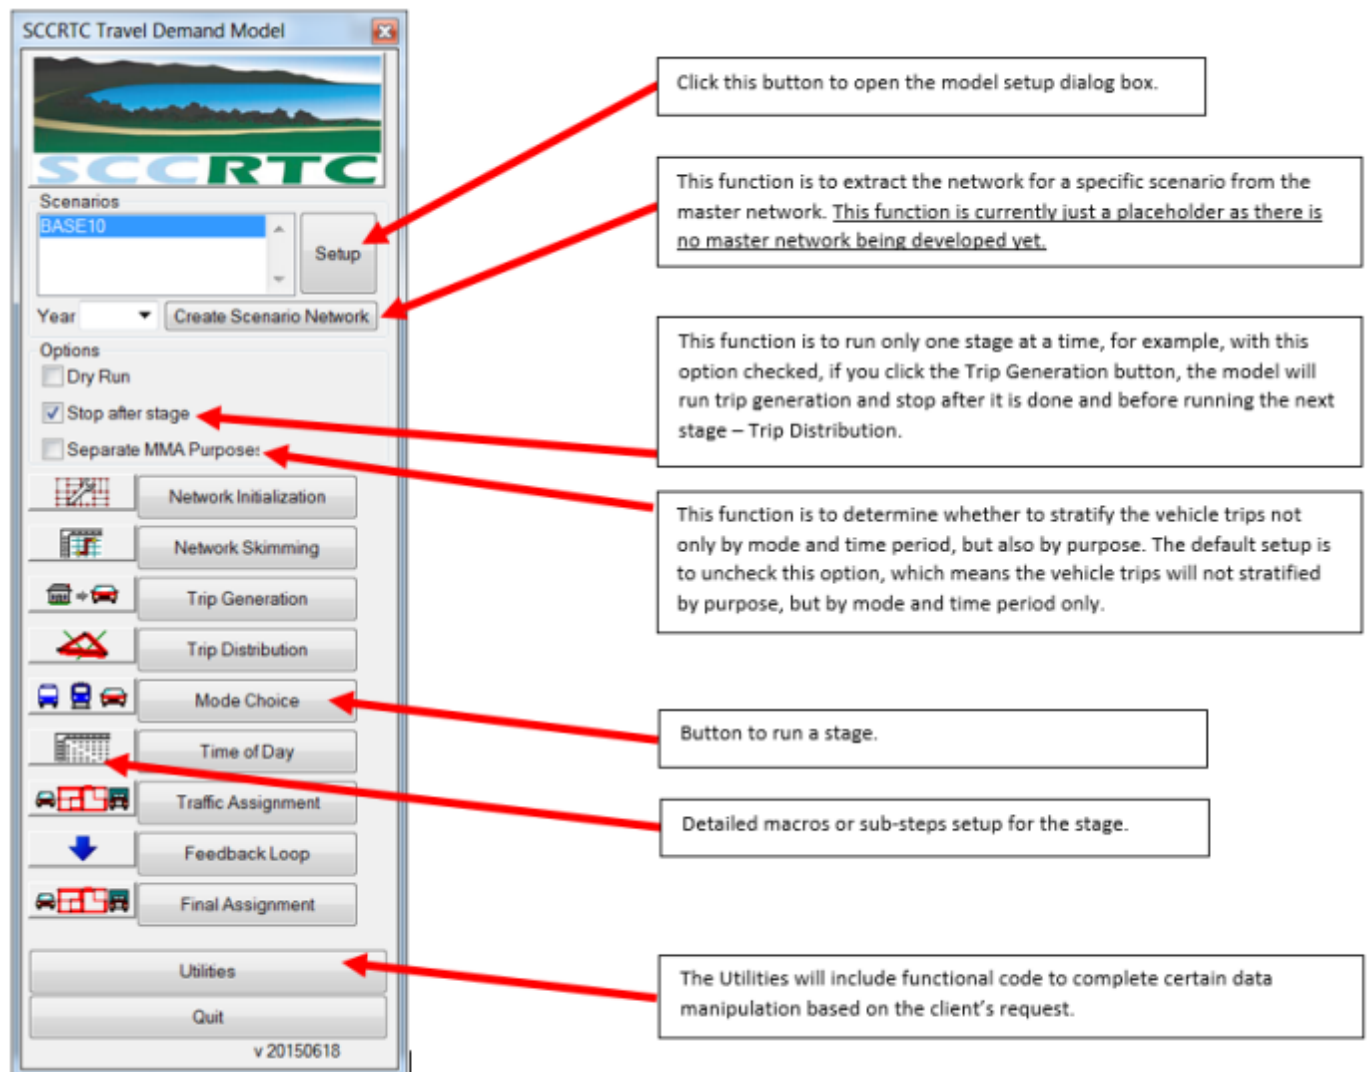 SCCRTC Travel Demand Model
SCCRTC
Scenarios
BASE10
Setup
Year
Create Scenario Network
Options
Dry Run
Stop after stage
Separate MMA Purpose:
Network Initialization
Network Skimming
Trip Generation
Trip Distribution
Mode Choice
Time of Day
Traffic Assignment
Feedback Loop
Final Assignment
Utilities
Quit
v 20150618
Click this button to open the model setup dialog box.
This function is to extract the network for a specific scenario from the
master network. This function is currently just a placeholder as there is
no master network being developed yet.
This function is to run only one stage at a time, for example, with this
option checked, if you click the Trip Generation button, the model will
run trip generation and stop after it is done and before running the next
stage – Trip Distribution.
This function is to determine whether to stratify the vehicle trips not
only by mode and time period, but also by purpose. The default setup is
to uncheck this option, which means the vehicle trips will not stratified
by purpose, but by mode and time period only.
Button to run a stage.
Detailed macros or sub-steps setup for the stage.
The Utilities will include functional code to complete certain data
manipulation based on the client's request.